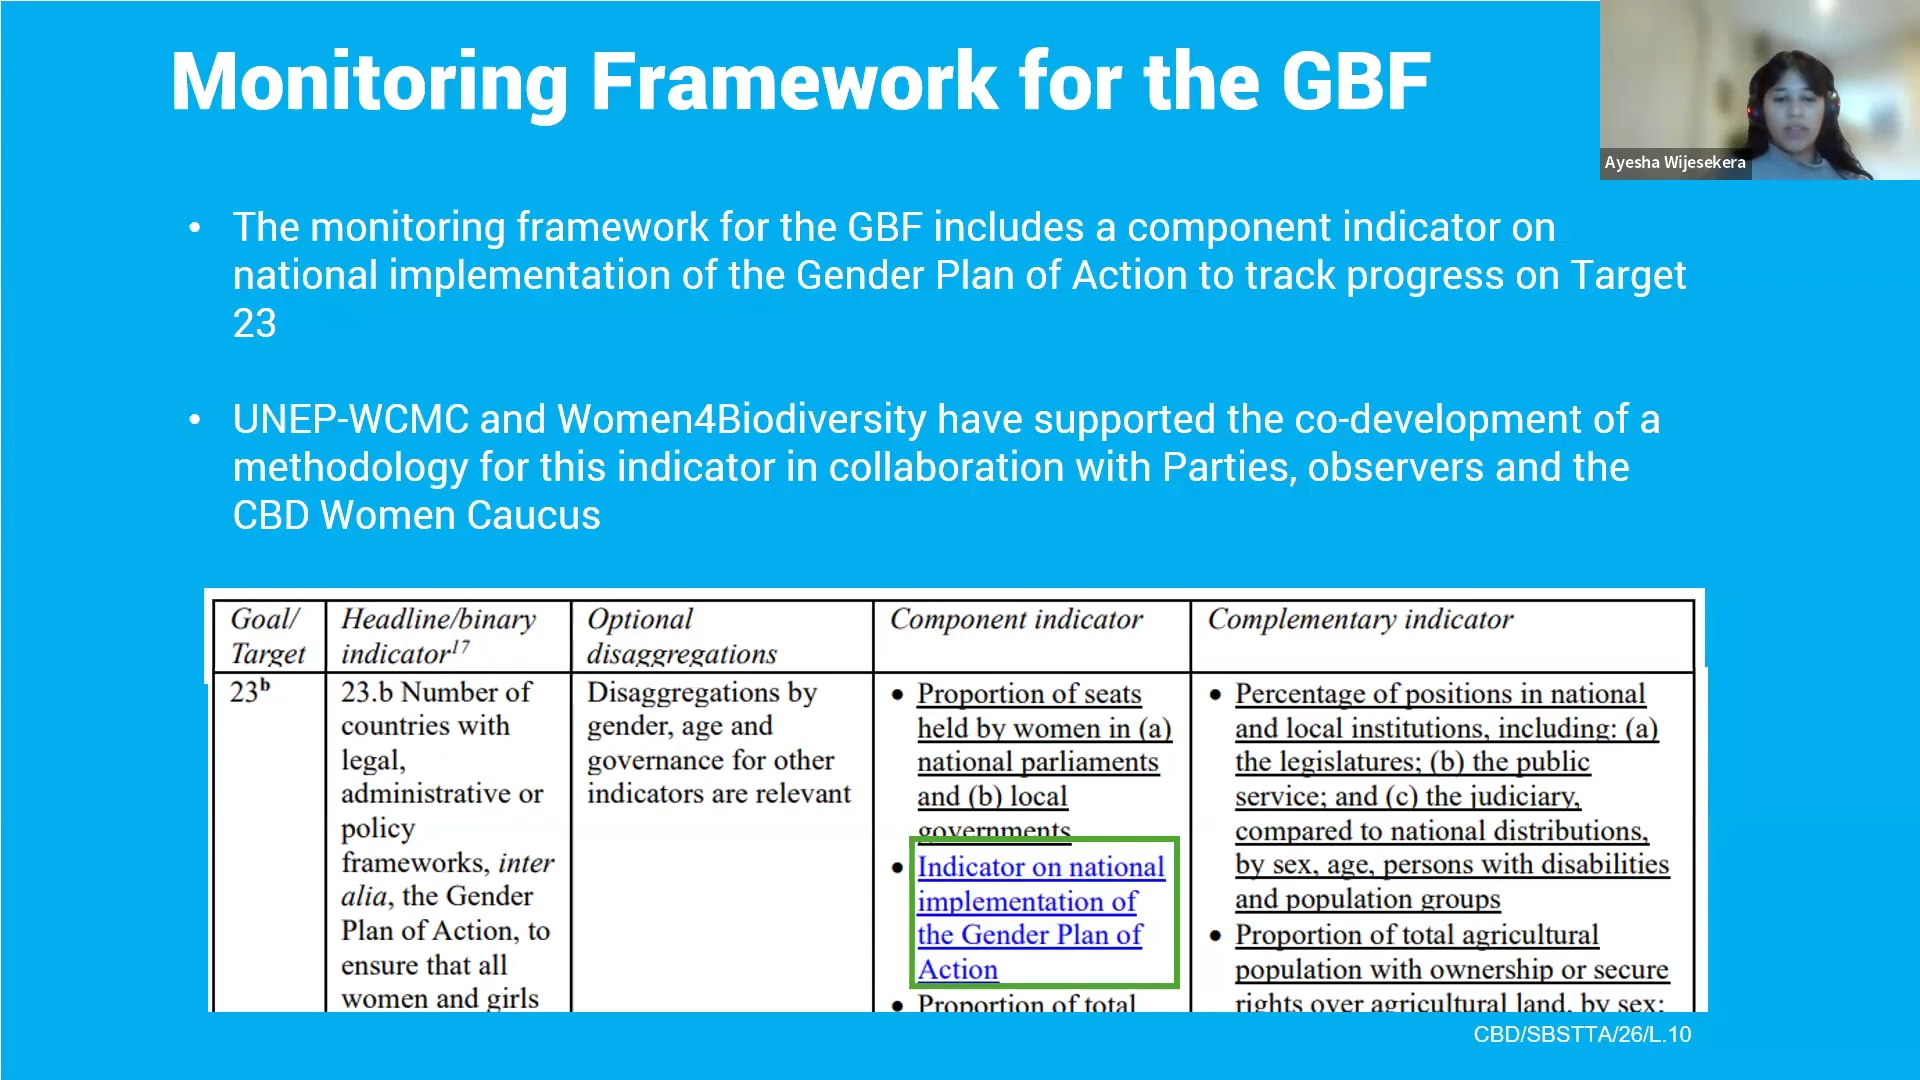 Monitoring Framework for the GBF
Ayesha Wijesekera
• The monitoring framework for the GBF includes a component indicator on
national implementation of the Gender Plan of Action to track progress on Target
23
• UNEP-WCMC and Women4Biodiversity have supported the co-development of a
methodology for this indicator in collaboration with Parties, observers and the
CBD Women Caucus
Goal/
Target
Headline/binary
indicator17
Optional
disaggregations
Component indicator
Complementary indicator
23b
23.b Number of
countries with
legal,
administrative or
policy
frameworks, inter
alia, the Gender
Plan of Action, to
ensure that all
women and girls
Disaggregations by
gender, age and
governance for other
indicators are relevant
• Proportion of seats
held by women in (a)
national parliaments
and (b) local
governments
• Indicator on national
implementation of
the Gender Plan of
Action
• Proportion of total
• Percentage of positions in national
and local institutions, including: (a)
the legislatures; (b) the public
service; and (c) the judiciary,
compared to national distributions,
by sex, age, persons with disabilities
and population groups
• Proportion of total agricultural
population with ownership or secure
rights over agricultural land, by sex;
CBD/SBSTTA/26/L.10